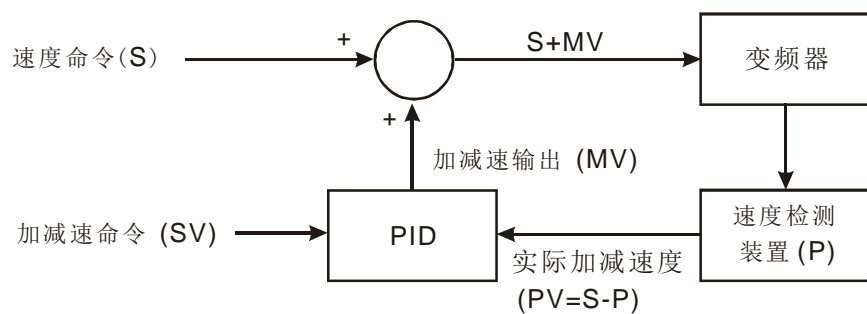 速度命令(S)
+
S+MV
变频器
+
加减速输出 (MV)
加减速命令 (SV)
PID
实际加减速度
(PV=S-P)
速度检测
装置(P)